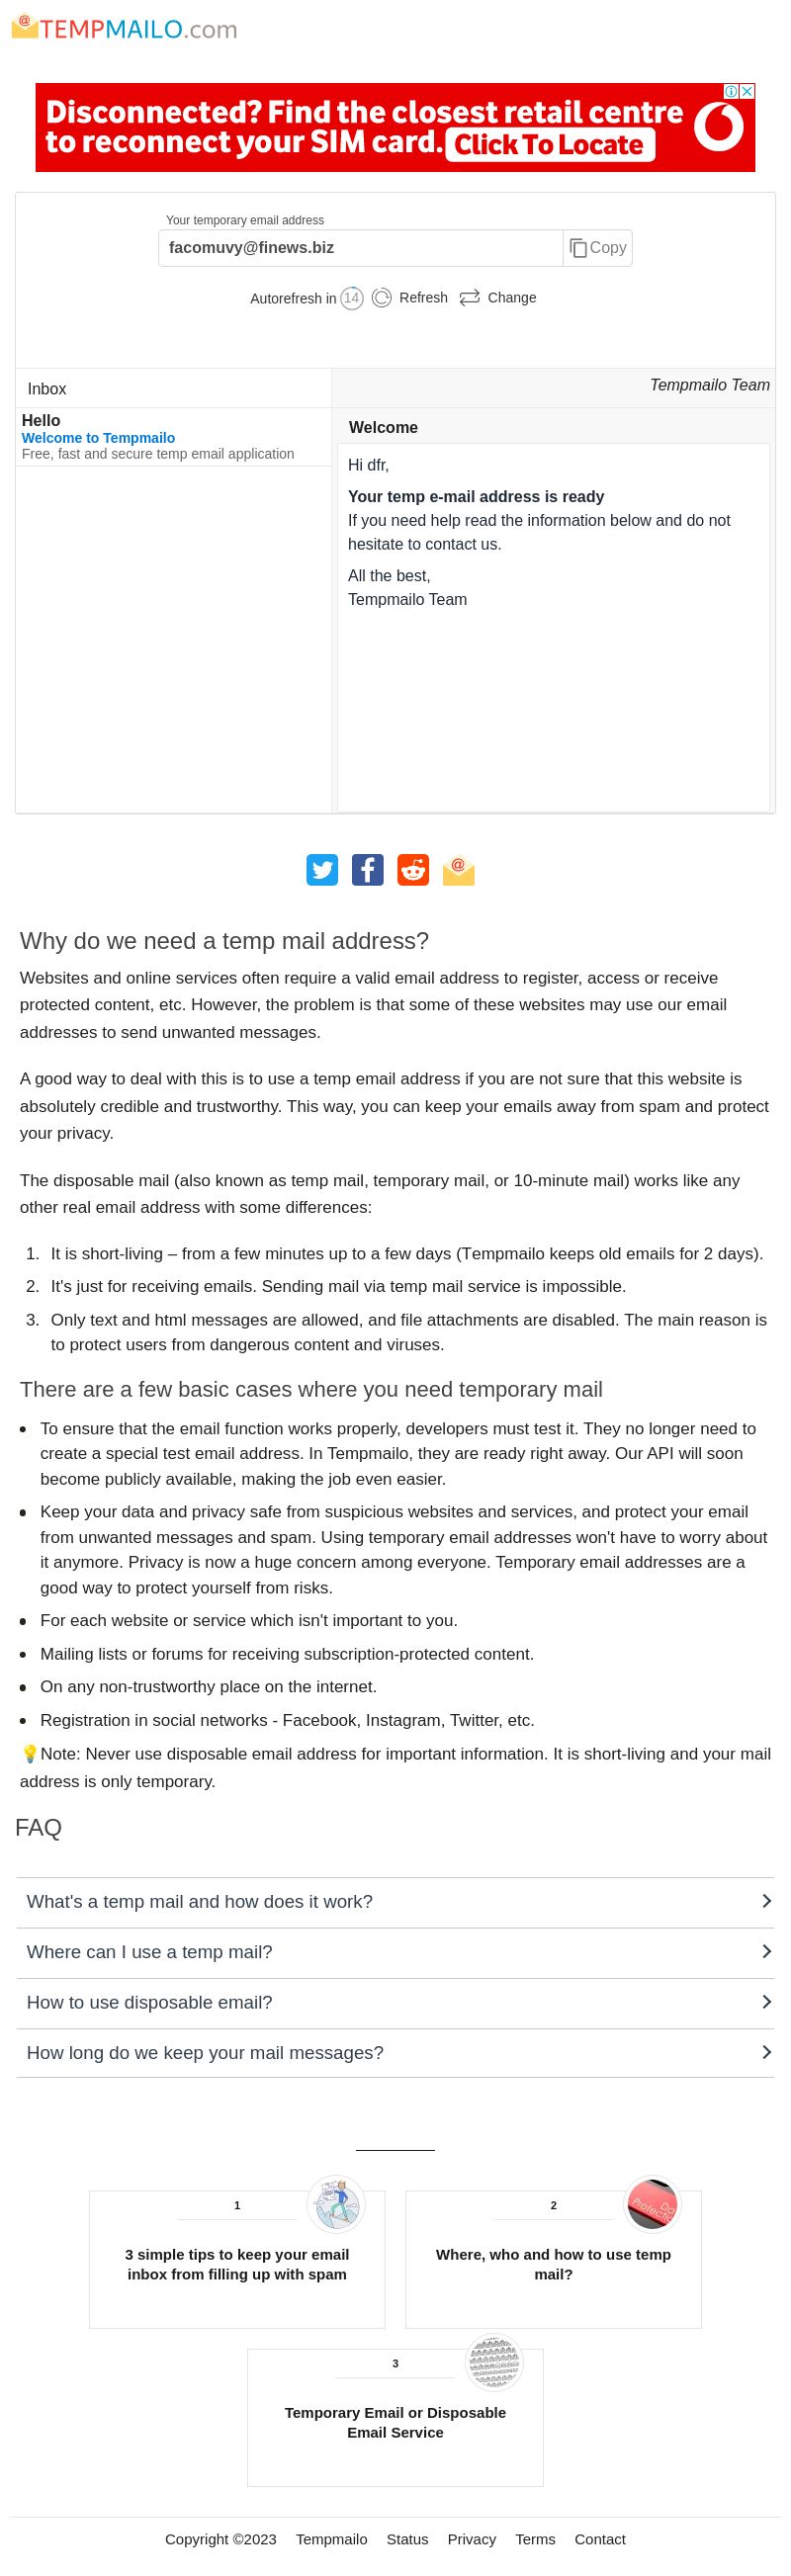 TEMPMAILO.com
Disconnected? Find the closest retail centre
to reconnect your SIM card. Click To Locate
Your temporary email address
facomuvy@finews.biz Copy
Autorefresh in 14 Refresh Change
Inbox
Tempmailo Team
Hello
Welcome to Tempmailo
Free, fast and secure temp email application
Welcome
Hi dfr,
Your temp e-mail address is ready
If you need help read the information below and do not
hesitate to contact us.
All the best,
Tempmailo Team
Why do we need a temp mail address?
Websites and online services often require a valid email address to register, access or receive
protected content, etc. However, the problem is that some of these websites may use our email
addresses to send unwanted messages.
A good way to deal with this is to use a temp email address if you are not sure that this website is
absolutely credible and trustworthy. This way, you can keep your emails away from spam and protect
your privacy.
The disposable mail (also known as temp mail, temporary mail, or 10-minute mail) works like any
other real email address with some differences:
1. It is short-living – from a few minutes up to a few days (Tempmailo keeps old emails for 2 days).
2. It's just for receiving emails. Sending mail via temp mail service is impossible.
3. Only text and html messages are allowed, and file attachments are disabled. The main reason is
to protect users from dangerous content and viruses.
There are a few basic cases where you need temporary mail
• To ensure that the email function works properly, developers must test it. They no longer need to
create a special test email address. In Tempmailo, they are ready right away. Our API will soon
become publicly available, making the job even easier.
• Keep your data and privacy safe from suspicious websites and services, and protect your email
from unwanted messages and spam. Using temporary email addresses won't have to worry about
it anymore. Privacy is now a huge concern among everyone. Temporary email addresses are a
good way to protect yourself from risks.
• For each website or service which isn't important to you.
• Mailing lists or forums for receiving subscription-protected content.
• On any non-trustworthy place on the internet.
• Registration in social networks - Facebook, Instagram, Twitter, etc.
💡Note: Never use disposable email address for important information. It is short-living and your mail
address is only temporary.
FAQ
What's a temp mail and how does it work?
Where can I use a temp mail?
How to use disposable email?
How long do we keep your mail messages?
1
3 simple tips to keep your email
inbox from filling up with spam
2
Where, who and how to use temp
mail?
3
Temporary Email or Disposable
Email Service
Copyright ©2023 Tempmailo Status Privacy Terms Contact